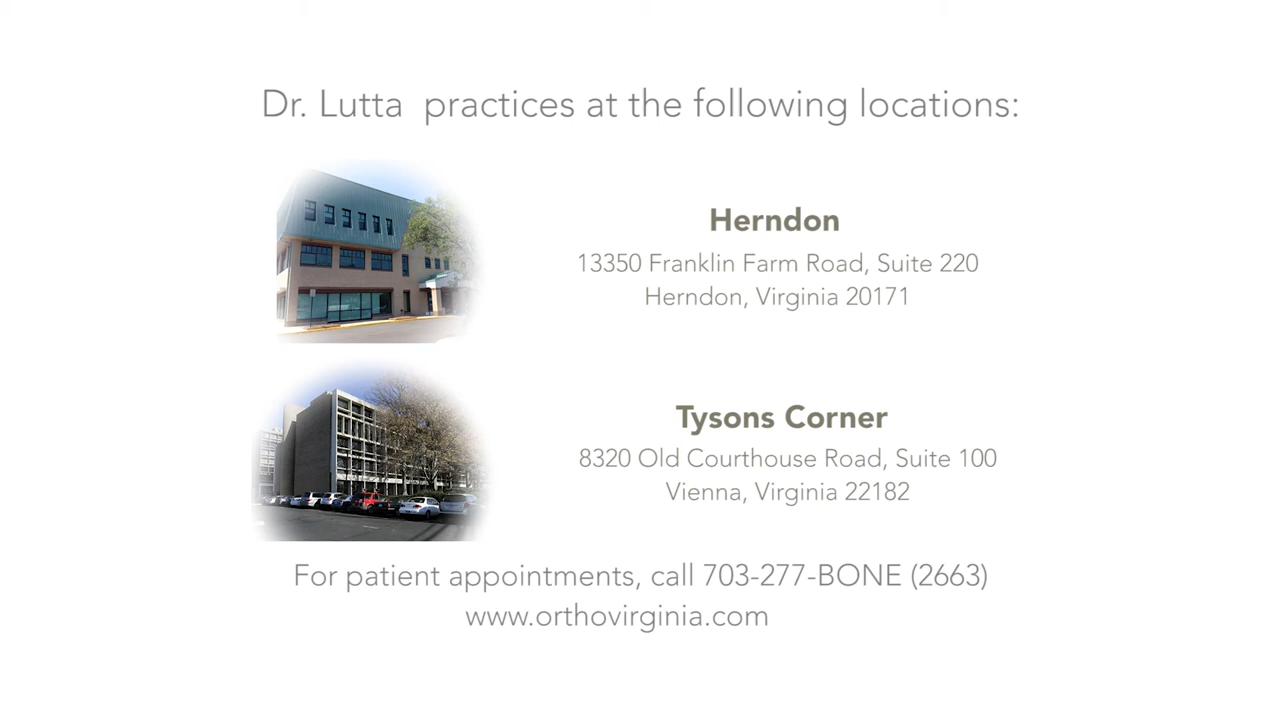 Dr. Lutta practices at the following locations:
Herndon
13350 Franklin Farm Road, Suite 220
Herndon, Virginia 20171
Tysons Corner
8320 Old Courthouse Road, Suite 100
Vienna, Virginia 22182
For patient appointments, call 703-277-BONE (2663)
www.orthovirginia.com